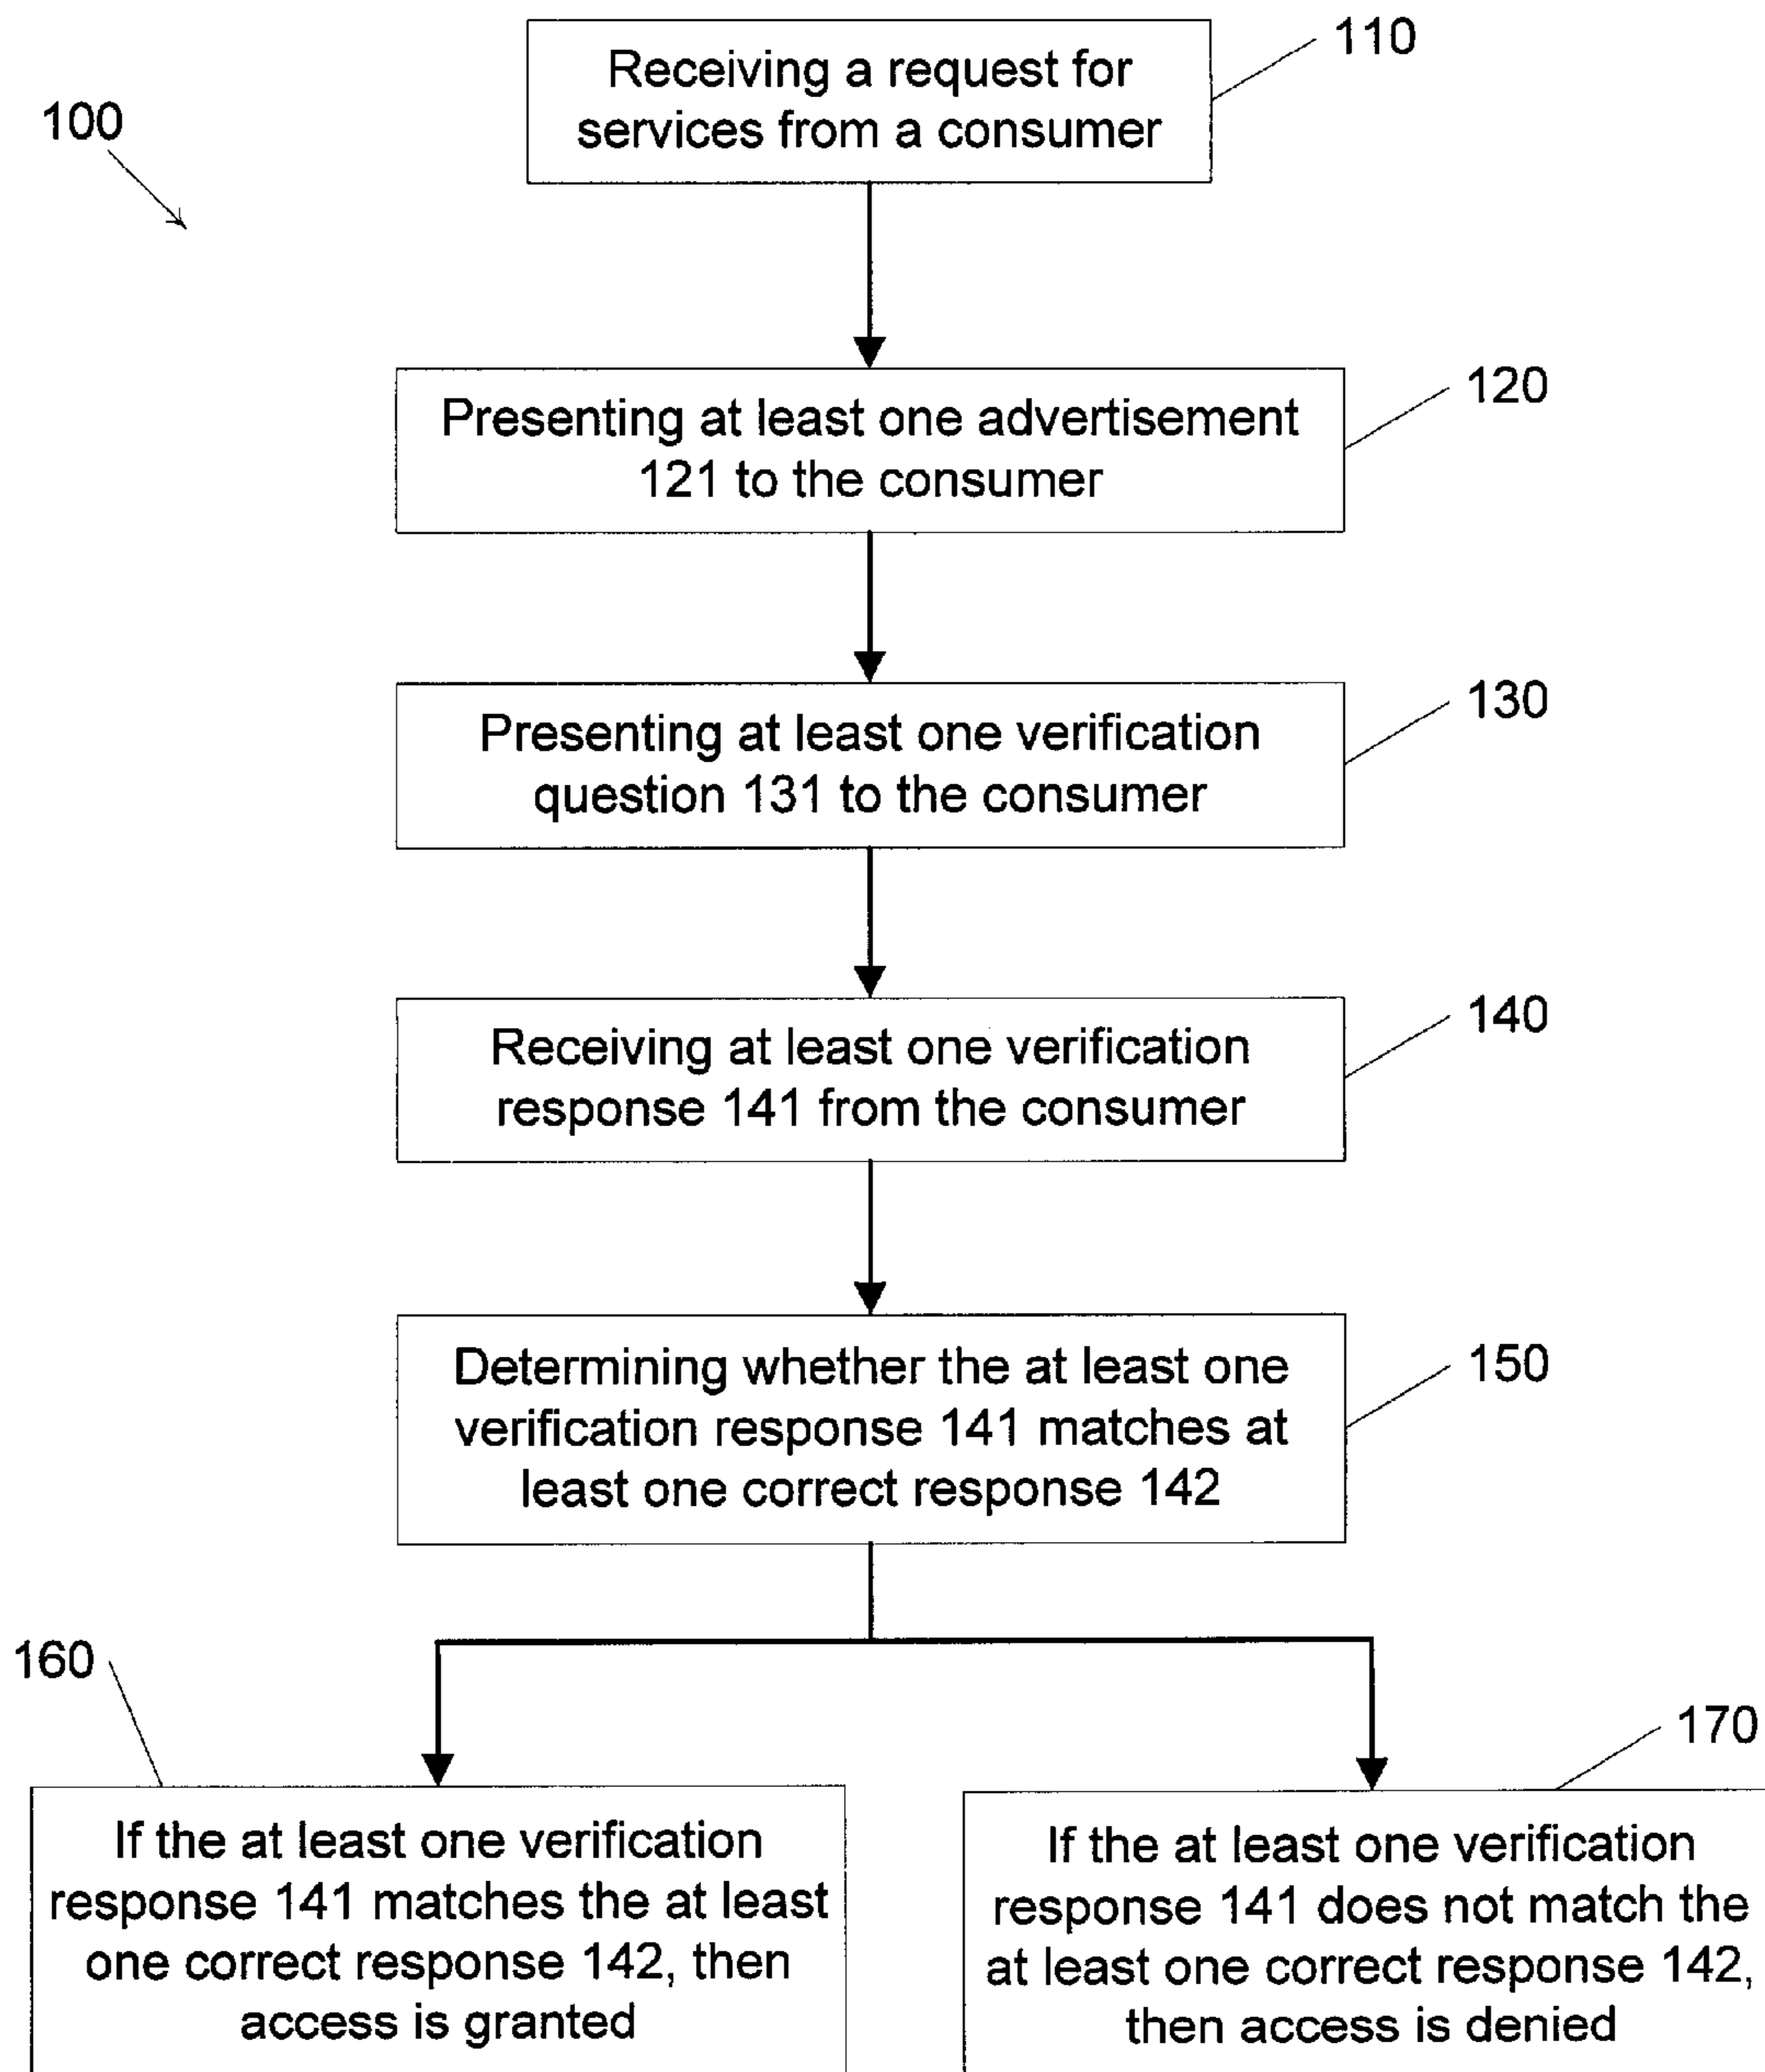 110
Receiving a request for
services from a consumer
100
120
Presenting at least one advertisement
121 to the consumer
130
Presenting at least one verification
question 131 to the consumer
140
Receiving at least one verification
response 141 from the consumer
150
Determining whether the at least one
verification response 141 matches at
least one correct response 142
160
If the at least one verification
response 141 matches the at least
one correct response 142, then
access is granted
170
If the at least one verification
response 141 does not match the
at least one correct response 142,
then access is denied